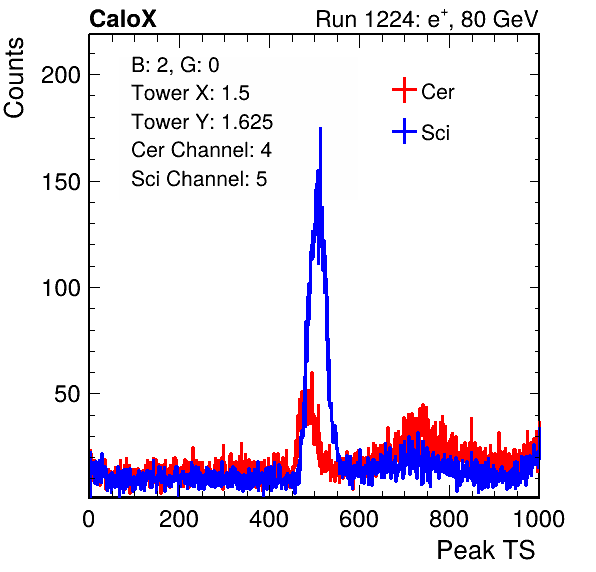 CaloX Run 1224: e⁺, 80 GeV
B: 2, G: 0
Tower X: 1.5
Tower Y: 1.625
Cer Channel: 4
Sci Channel: 5
Cer
Sci
Counts
200
150
100
50
0 200 400 600 800 1000
Peak TS